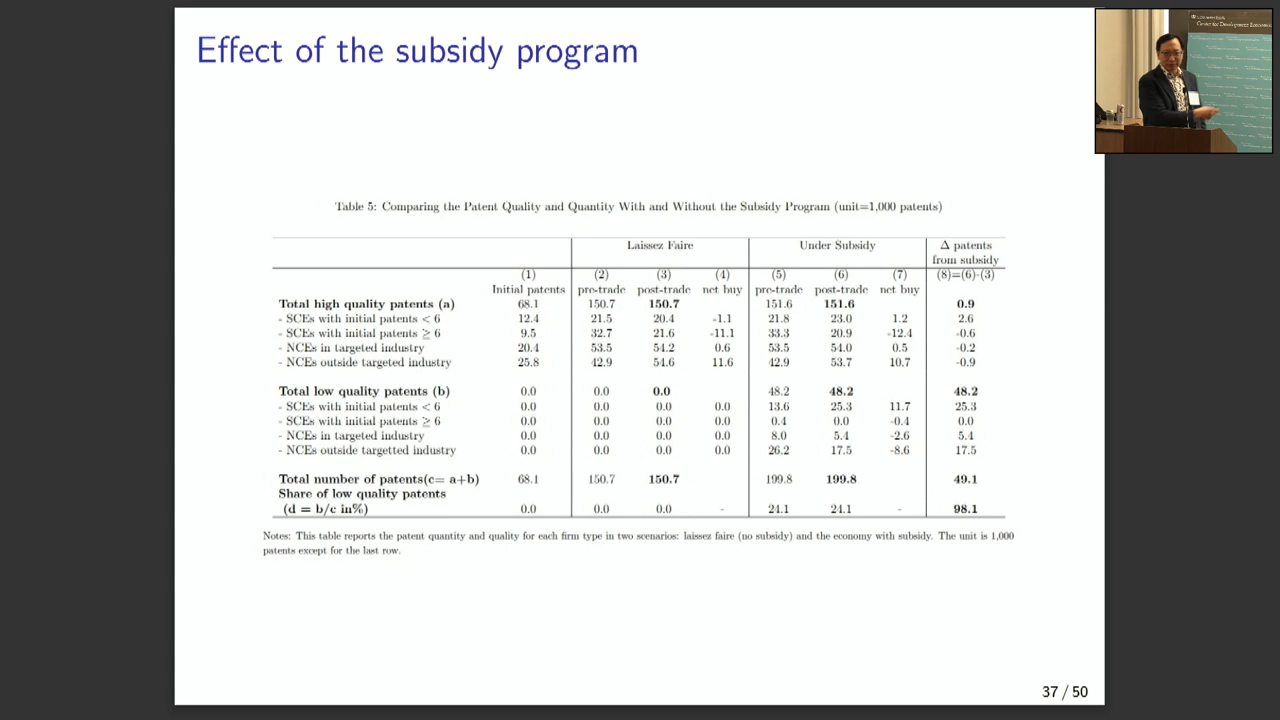 Effect of the subsidy program
Center for Development Economics
Table 5: Comparing the Patent Quality and Quantity With and Without the Subsidy Program (unit=1,000 patents)
Laissez Faire Under Subsidy Δ patents
from subsidy
(1) (2) (3) (4) (5) (6) (7) (8)=(6)-(3)
Initial patents pre-trade post-trade net buy pre-trade post-trade net buy
Total high quality patents (a) 68.1 150.7 150.7 151.6 151.6 0.9
- SCEs with initial patents < 6 12.4 21.5 20.4 -1.1 21.8 23.0 1.2 2.6
- SCEs with initial patents ≥ 6 9.5 32.7 21.6 -11.1 33.3 20.9 -12.4 -0.6
- NCEs in targeted industry 20.4 53.5 54.2 0.6 53.5 54.0 0.5 -0.2
- NCEs outside targeted industry 25.8 42.9 54.6 11.6 42.9 53.7 10.7 -0.9
Total low quality patents (b) 0.0 0.0 0.0 48.2 48.2 48.2
- SCEs with initial patents < 6 0.0 0.0 0.0 0.0 13.6 25.3 11.7 25.3
- SCEs with initial patents ≥ 6 0.0 0.0 0.0 0.0 0.4 0.0 -0.4 0.0
- NCEs in targeted industry 0.0 0.0 0.0 0.0 8.0 5.4 -2.6 5.4
- NCEs outside targetted industry 0.0 0.0 0.0 0.0 26.2 17.5 -8.6 17.5
Total number of patents(c= a+b) 68.1 150.7 150.7 199.8 199.8 49.1
Share of low quality patents
(d = b/c in%) 0.0 0.0 0.0 - 24.1 24.1 - 98.1
Notes: This table reports the patent quantity and quality for each firm type in two scenarios: laissez faire (no subsidy) and the economy with subsidy. The unit is 1,000
patents except for the last row.
37 / 50